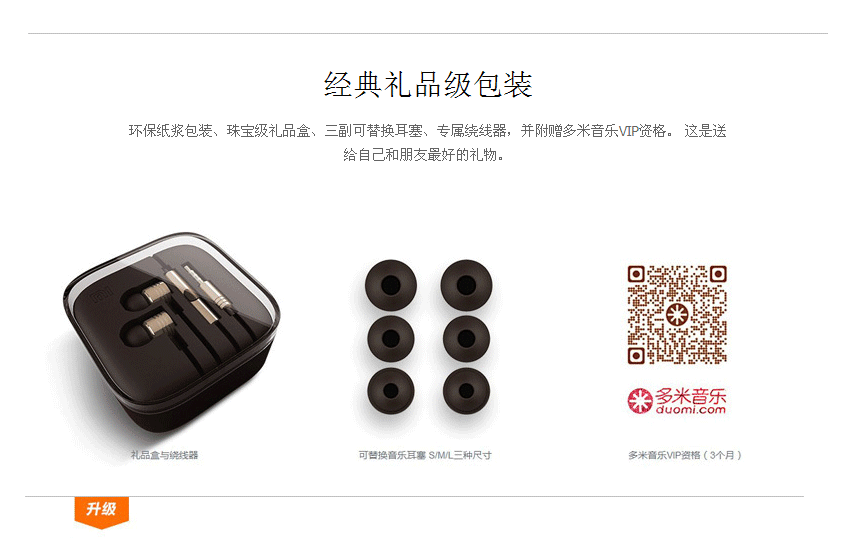 经典礼品级包装
环保纸浆包装、珠宝级礼品盒、三副可替换耳塞、专属绕线器，并附赠多米音乐VIP资格。 这是送
给自己和朋友最好的礼物。
多米音乐
duomi.com
礼品盒与绕线器
可替换音乐耳塞 S/M/L三种尺寸
多米音乐VIP资格（3个月）
升级